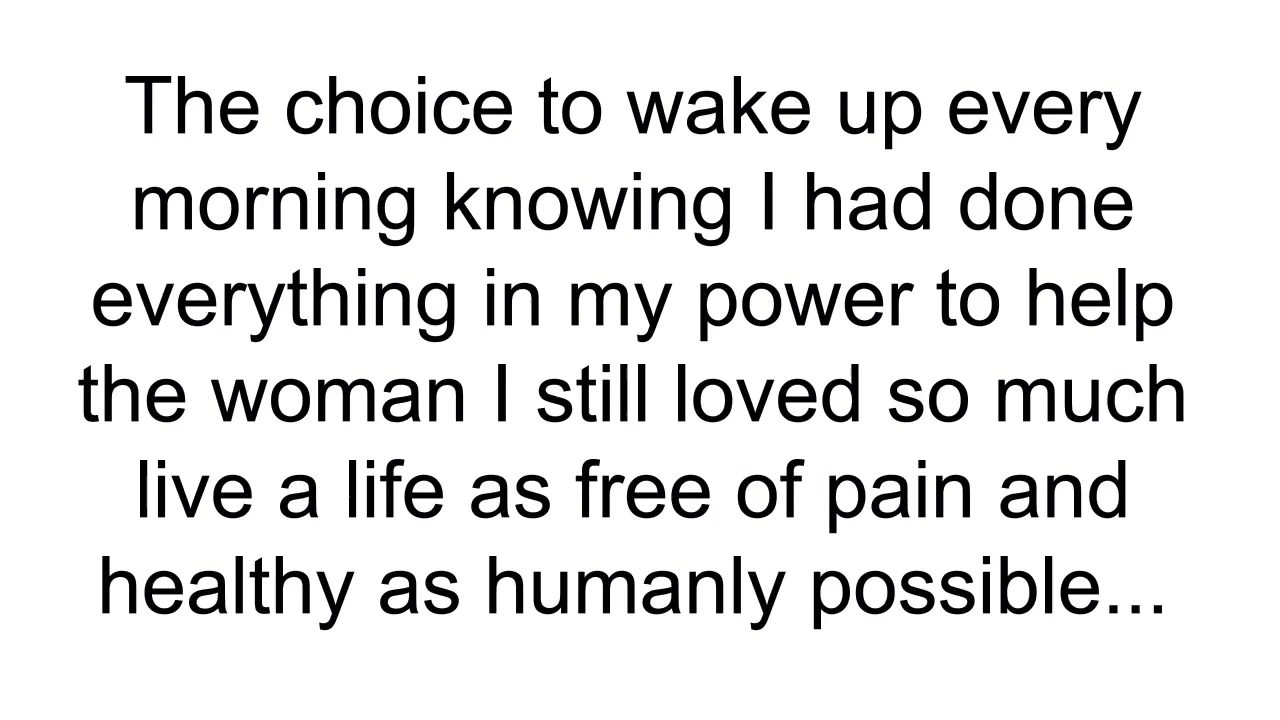 The choice to wake up every
morning knowing I had done
everything in my power to help
the woman I still loved so much
live a life as free of pain and
healthy as humanly possible...